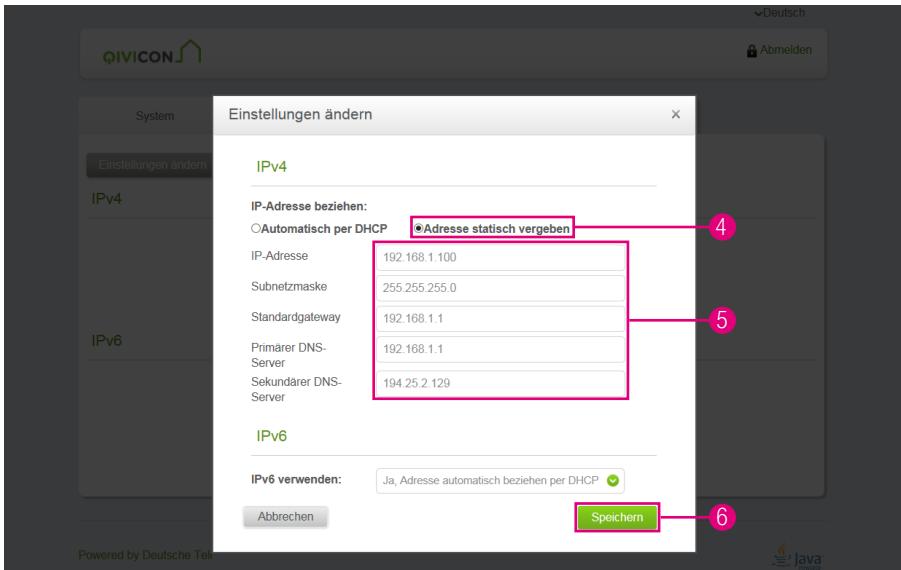 Deutsch
QIVICON
Abmelden
System
Einstellungen ändern
Einstellungen ändern
IPv4
IPv4
IP-Adresse beziehen:
Automatisch per DHCP
Adresse statisch vergeben
4
IP-Adresse
192.168.1.100
Subnetzmaske
255.255.255.0
Standardgateway
192.168.1.1
5
IPv6
Primärer DNS-
Server
192.168.1.1
Sekundärer DNS-
Server
194.25.2.129
IPv6
IPv6 verwenden:
Ja, Adresse automatisch beziehen per DHCP
Abbrechen
Speichern
6
Powered by Deutsche Tel
Java